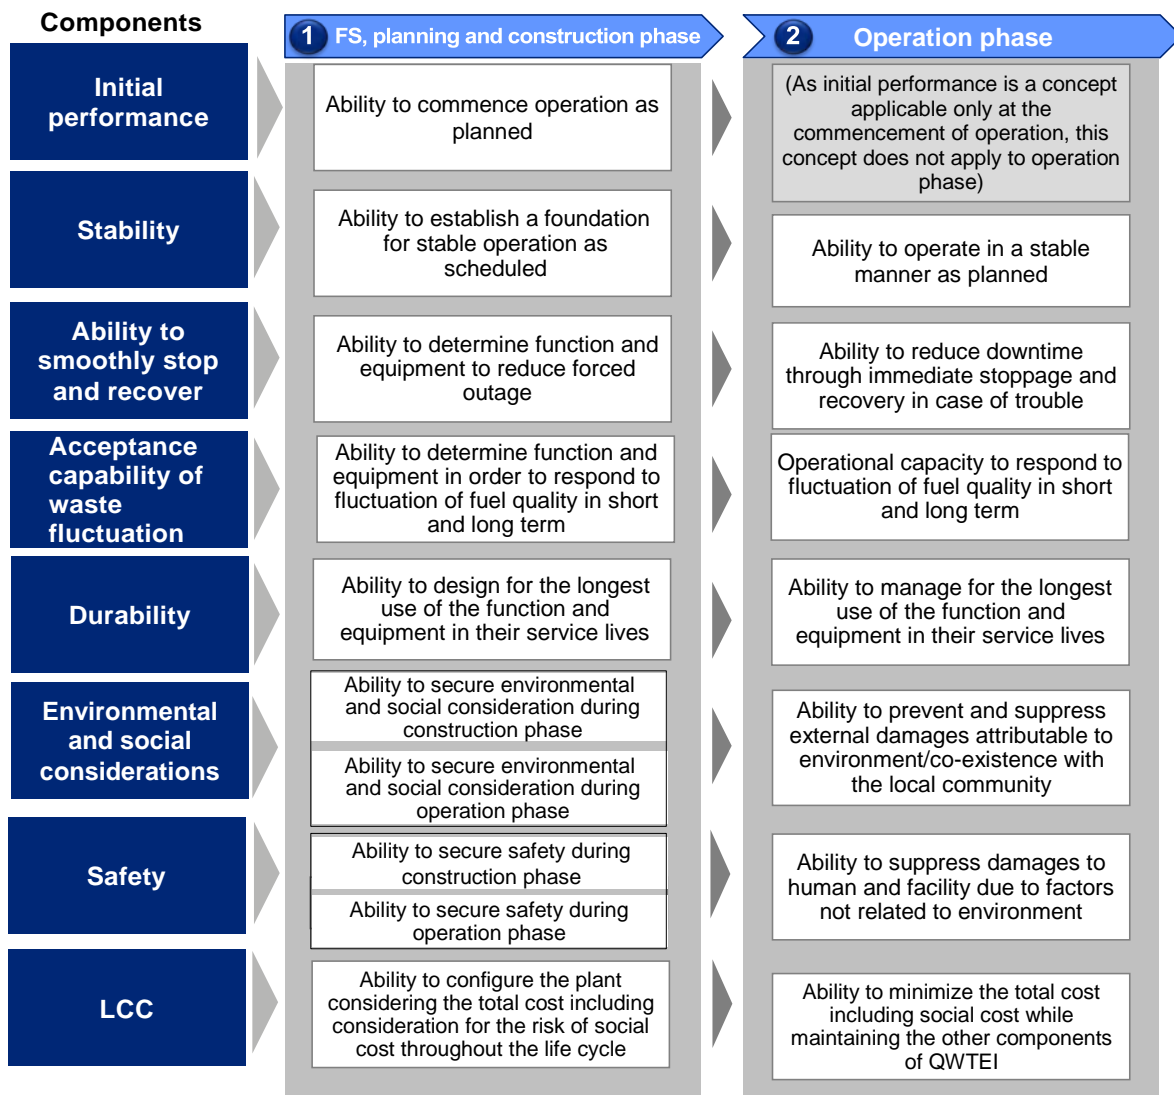 Components
1 FS, planning and construction phase
2 Operation phase
Initial
performance
Ability to commence operation as
planned
(As initial performance is a concept
applicable only at the
commencement of operation, this
concept does not apply to operation
phase)
Stability
Ability to establish a foundation
for stable operation as
scheduled
Ability to operate in a stable
manner as planned
Ability to
smoothly stop
and recover
Ability to determine function and
equipment to reduce forced
outage
Ability to reduce downtime
through immediate stoppage and
recovery in case of trouble
Acceptance
capability of
waste
fluctuation
Ability to determine function and
equipment in order to respond to
fluctuation of fuel quality in short
and long term
Operational capacity to respond to
fluctuation of fuel quality in short
and long term
Durability
Ability to design for the longest
use of the function and
equipment in their service lives
Ability to manage for the longest
use of the function and
equipment in their service lives
Environmental
and social
considerations
Ability to secure environmental
and social consideration during
construction phase
Ability to secure environmental
and social consideration during
operation phase
Ability to prevent and suppress
external damages attributable to
environment/co-existence with
the local community
Safety
Ability to secure safety during
construction phase
Ability to secure safety during
operation phase
Ability to suppress damages to
human and facility due to factors
not related to environment
LCC
Ability to configure the plant
considering the total cost including
consideration for the risk of social
cost throughout the life cycle
Ability to minimize the total cost
including social cost while
maintaining the other components
of QWTEI